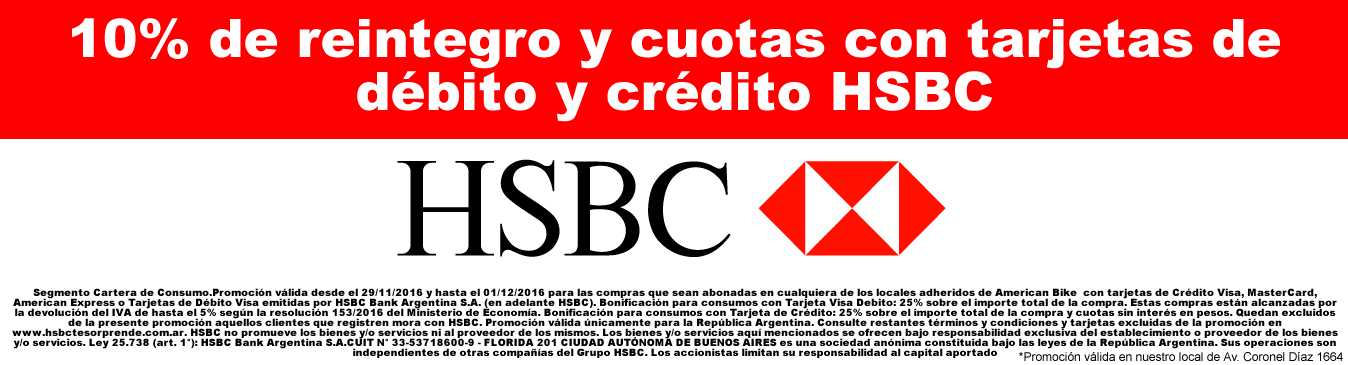 10% de reintegro y cuotas con tarjetas de
débito y crédito HSBC
HSBC
Segmento Cartera de Consumo.Promoción válida desde el 29/11/2016 y hasta el 01/12/2016 para las compras que sean abonadas en cualquiera de los locales adheridos de American Bike con tarjetas de Crédito Visa, MasterCard,
American Express o Tarjetas de Débito Visa emitidas por HSBC Bank Argentina S.A. (en adelante HSBC). Bonificación para consumos con Tarjeta Visa Debito: 25% sobre el importe total de la compra. Estas compras están alcanzadas por
la devolución del IVA de hasta el 5% según la resolución 153/2016 del Ministerio de Economía. Bonificación para consumos con Tarjeta de Crédito: 25% sobre el importe total de la compra y cuotas sin interés en pesos. Quedan excluidos
de la presente promoción aquellos clientes que registren mora con HSBC. Promoción válida únicamente para la República Argentina. Consulte restantes términos y condiciones y tarjetas excluidas de la promoción en
www.hsbctesorprende.com.ar. HSBC no promueve los bienes y/o servicios ni al proveedor de los mismos. Los bienes y/o servicios aquí mencionados se ofrecen bajo responsabilidad exclusiva del establecimiento o proveedor de los bienes
y/o servicios. Ley 25.738 (art. 1°): HSBC Bank Argentina S.A.CUIT N° 33-53718600-9 - FLORIDA 201 CIUDAD AUTÓNOMA DE BUENOS AIRES es una sociedad anónima constituida bajo las leyes de la República Argentina. Sus operaciones son
independientes de otras compañías del Grupo HSBC. Los accionistas limitan su responsabilidad al capital aportado
*Promoción válida en nuestro local de Av. Coronel Díaz 1664